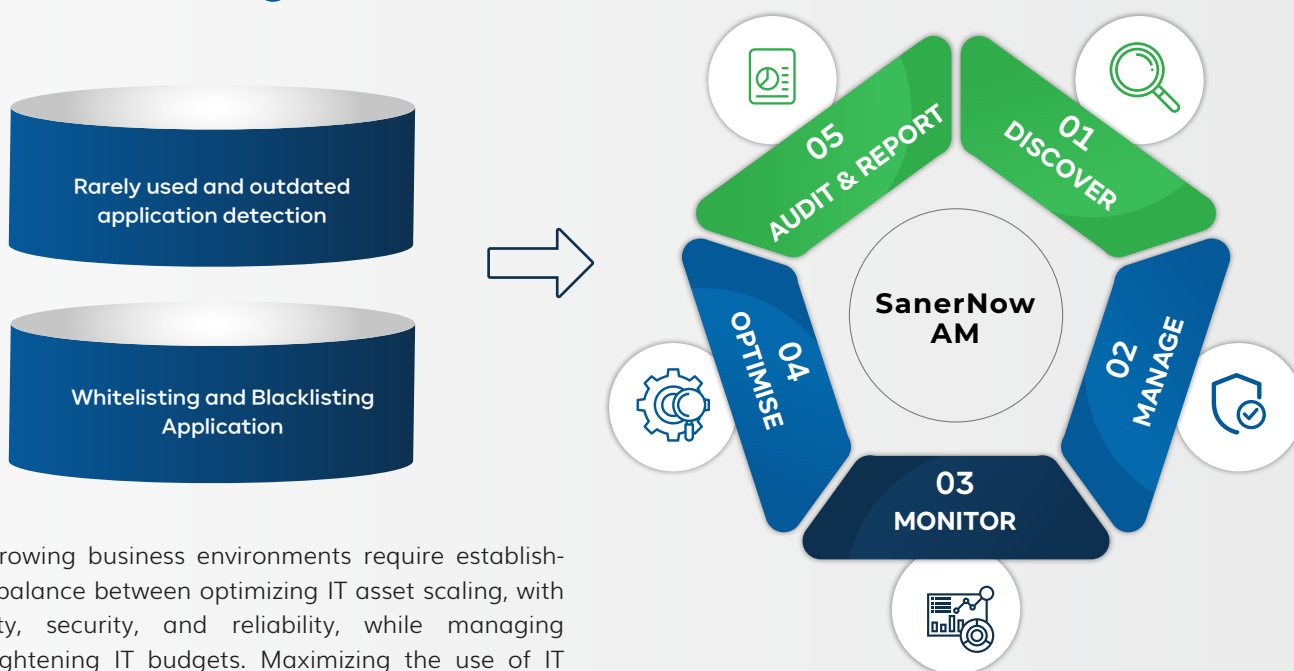 Rarely used and outdated
application detection
Whitelisting and Blacklisting
Application
rowing business environments require establish-
balance between optimizing IT asset scaling, with
ty, security, and reliability, while managing
ghtening IT budgets. Maximizing the use of IT
SanerNow
AM
01
DISCOVER
02
MANAGE
03
MONITOR
04
OPTIMISE
05
AUDIT & REPORT